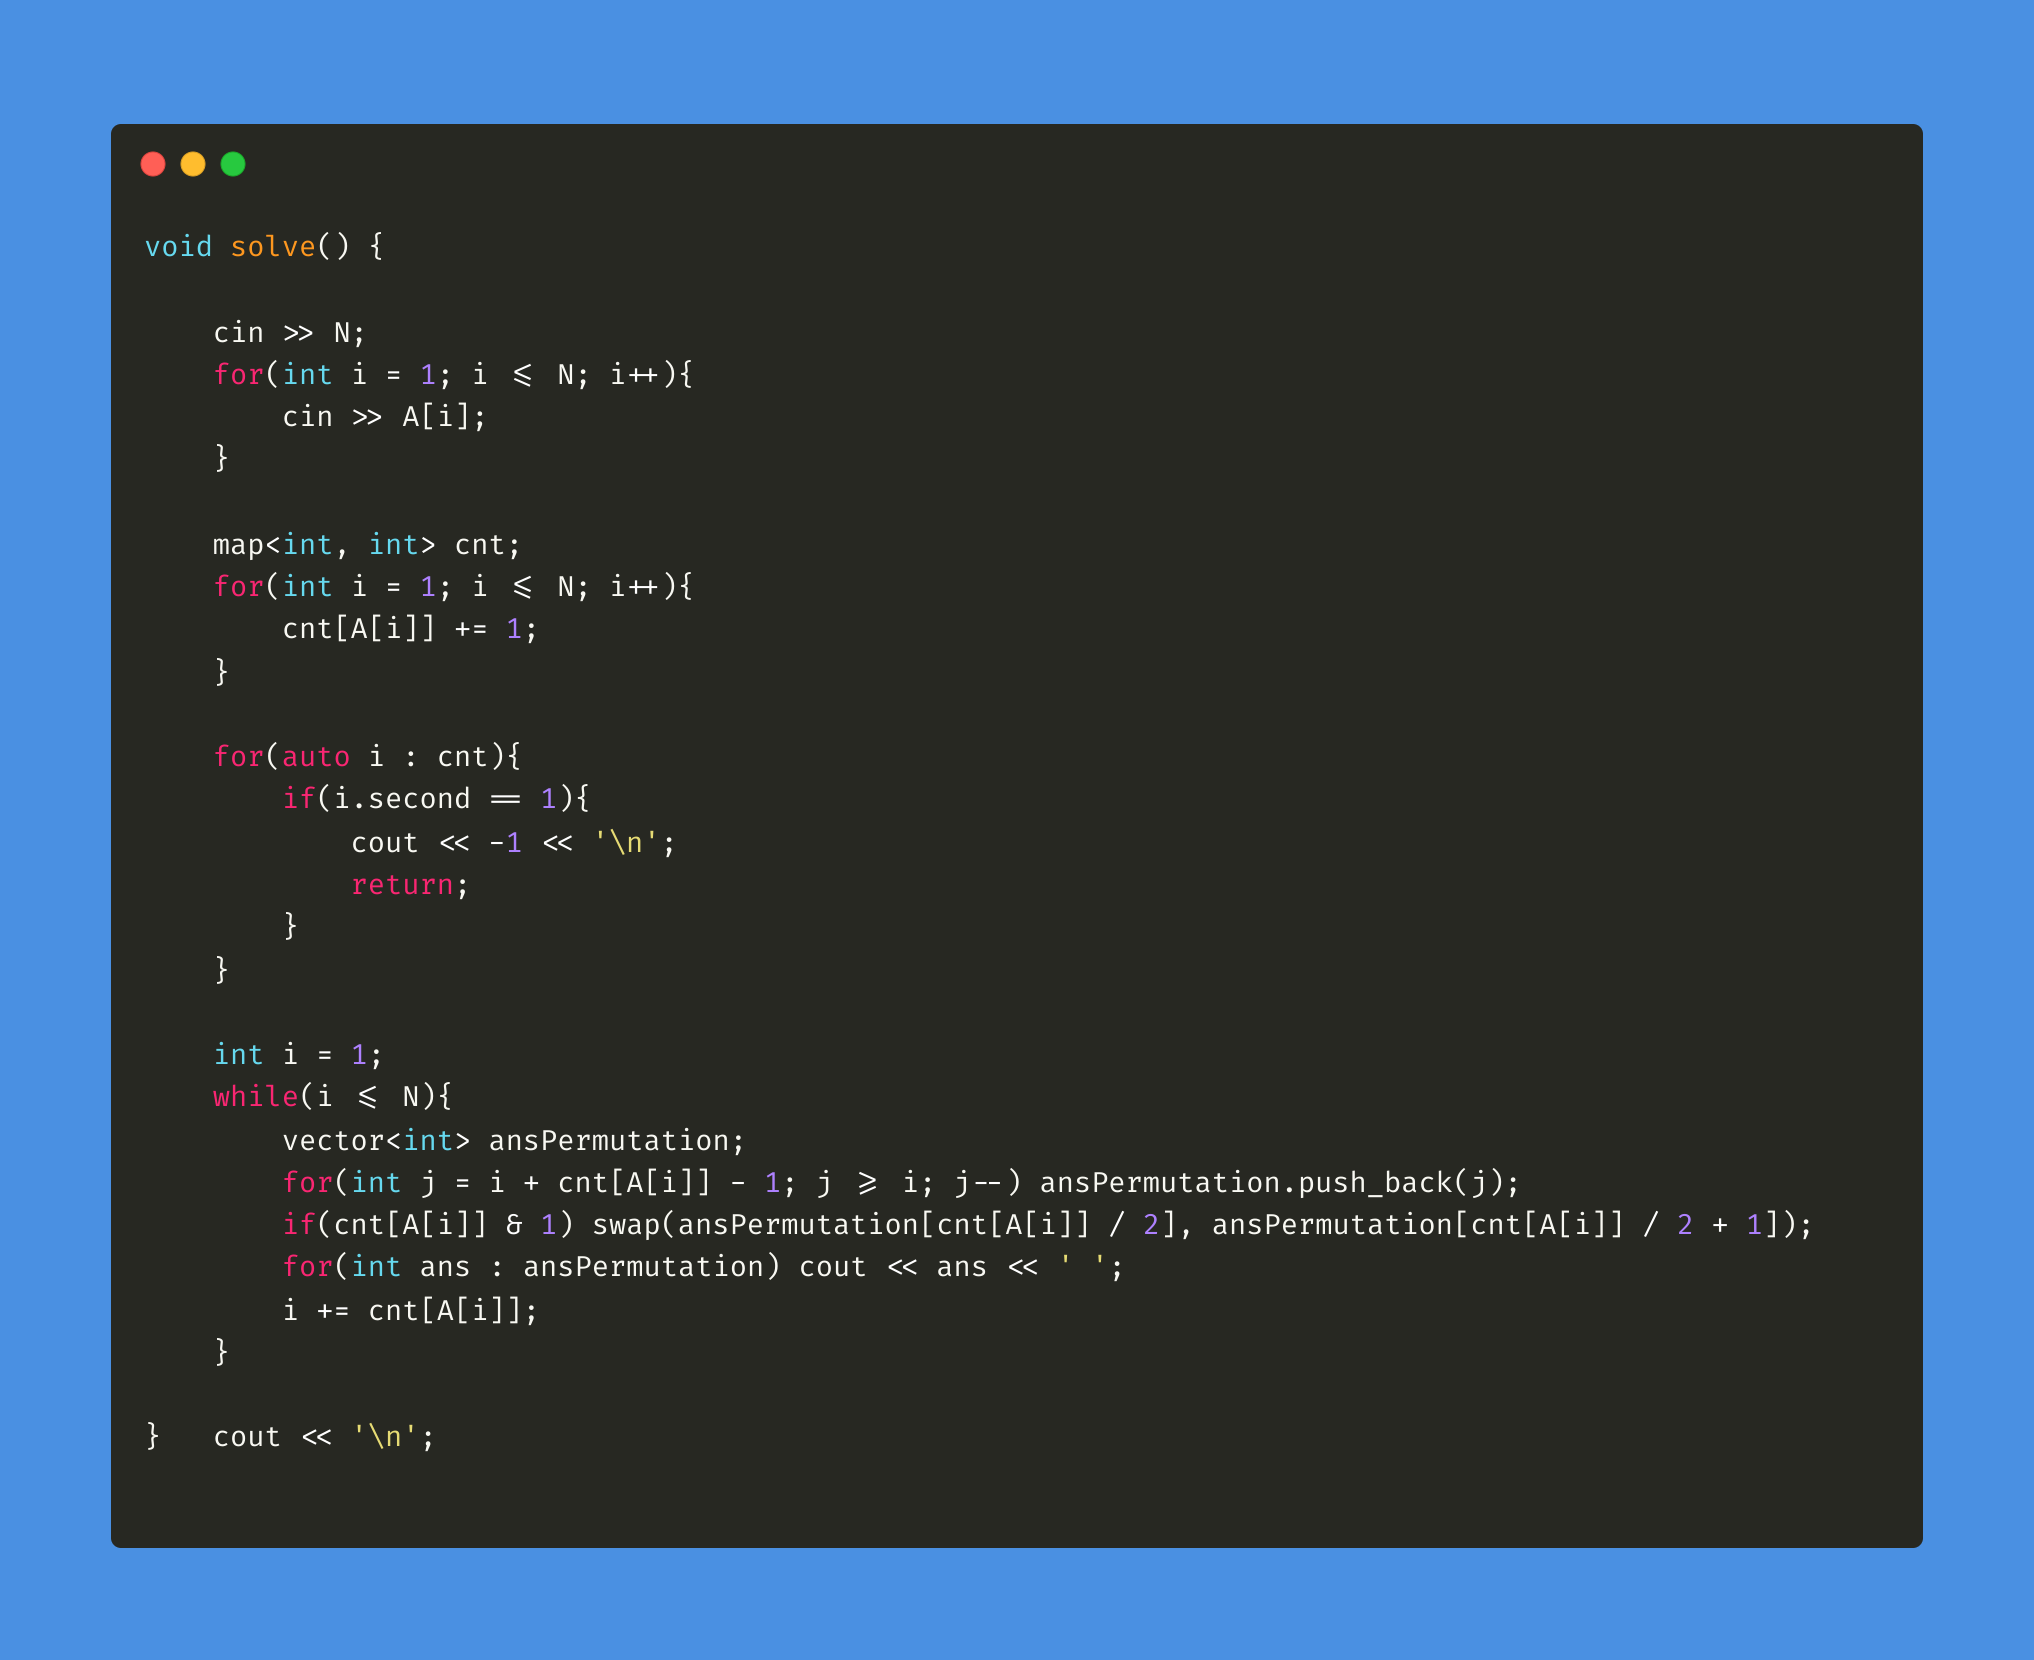 void solve() {
    cin >> N;
    for(int i = 1; i <= N; i++){
        cin >> A[i];
    }
    map<int, int> cnt;
    for(int i = 1; i <= N; i++){
        cnt[A[i]] += 1;
    }
    for(auto i : cnt){
        if(i.second == 1){
            cout << -1 << '\n';
            return;
        }
    }
    int i = 1;
    while(i <= N){
        vector<int> ansPermutation;
        for(int j = i + cnt[A[i]] - 1; j >= i; j--) ansPermutation.push_back(j);
        if(cnt[A[i]] & 1) swap(ansPermutation[cnt[A[i]] / 2], ansPermutation[cnt[A[i]] / 2 + 1]);
        for(int ans : ansPermutation) cout << ans << ' ';
        i += cnt[A[i]];
    }
}   cout << '\n';